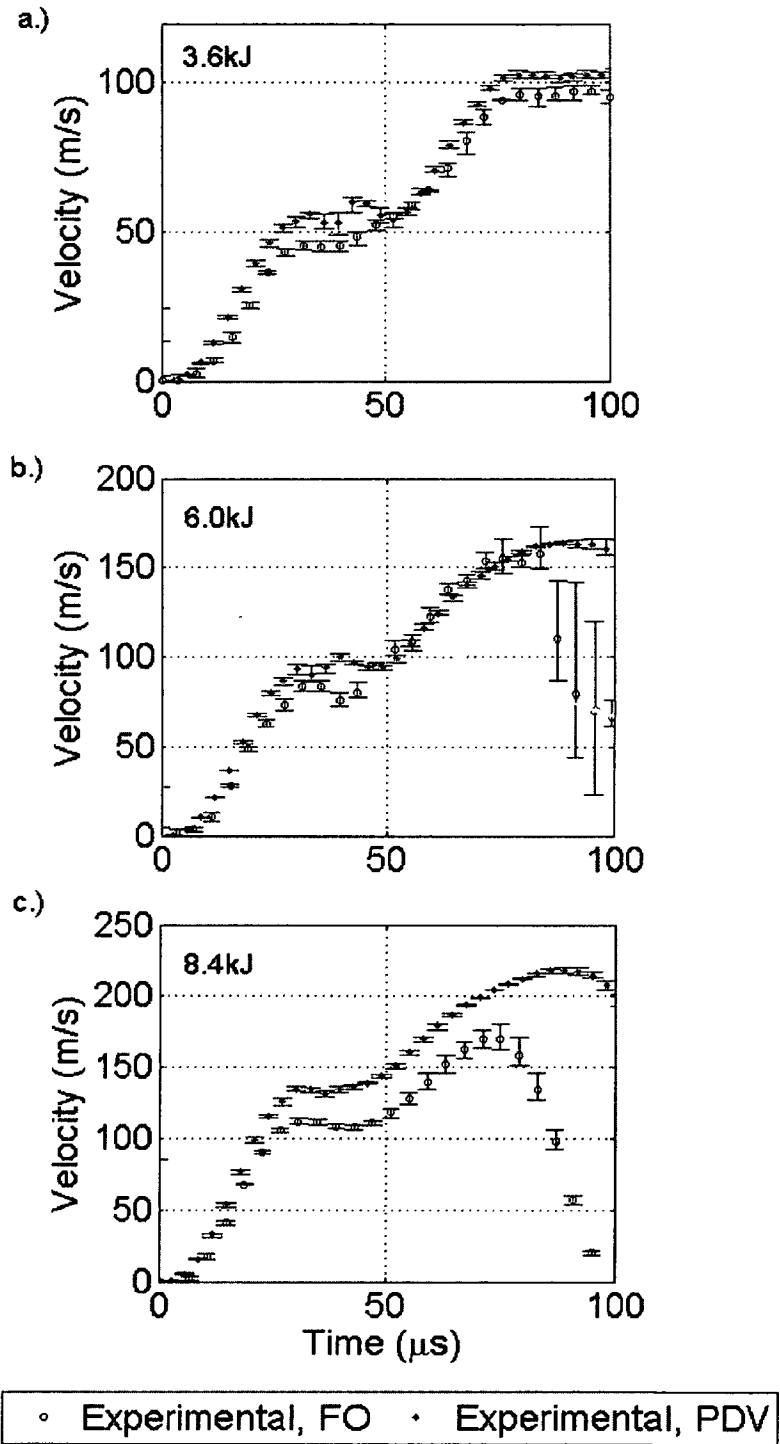 a.)
3.6kJ
100
50
0
Velocity (m/s)
0
50
100
b.)
6.0kJ
200
150
100
50
0
Velocity (m/s)
0
50
100
c.)
8.4kJ
250
200
150
100
50
0
Velocity (m/s)
0
50
100
Time (μs)
Experimental, FO
Experimental, PDV